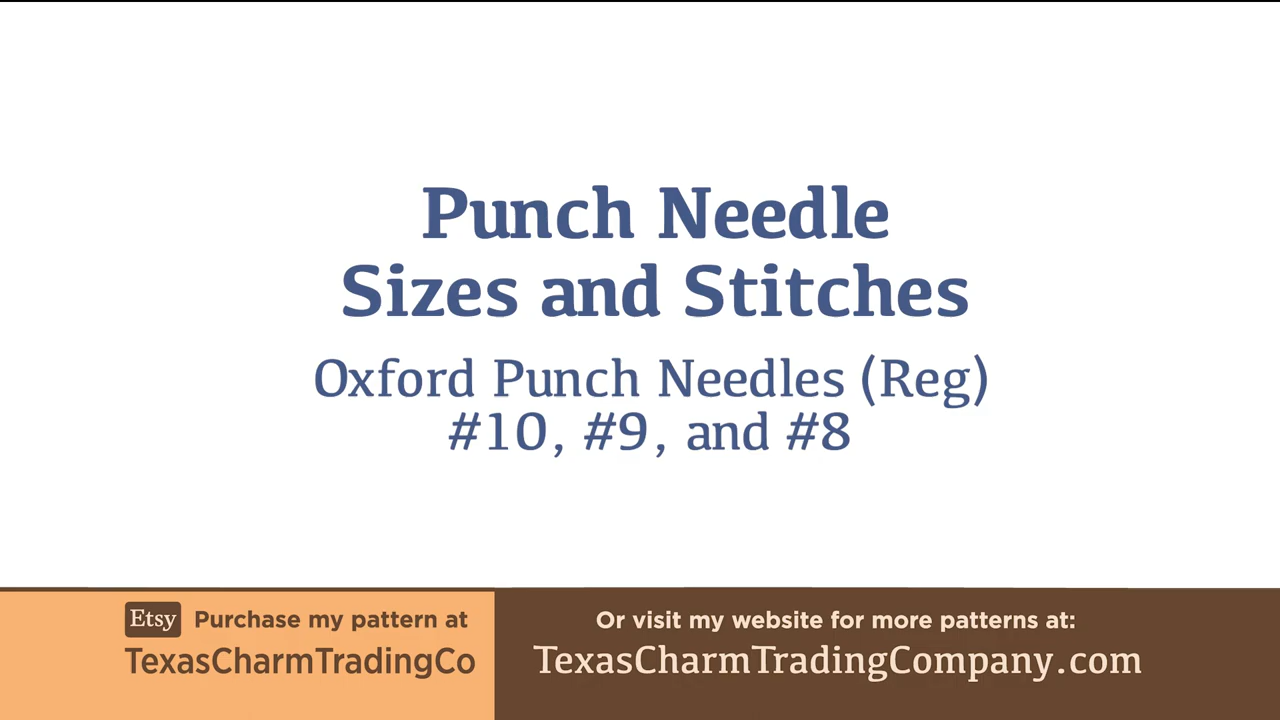 Punch Needle
Sizes and Stitches
Oxford Punch Needles (Reg)
#10, #9, and #8
Etsy Purchase my pattern at
TexasCharmTradingCo
Or visit my website for more patterns at:
TexasCharmTradingCompany.com